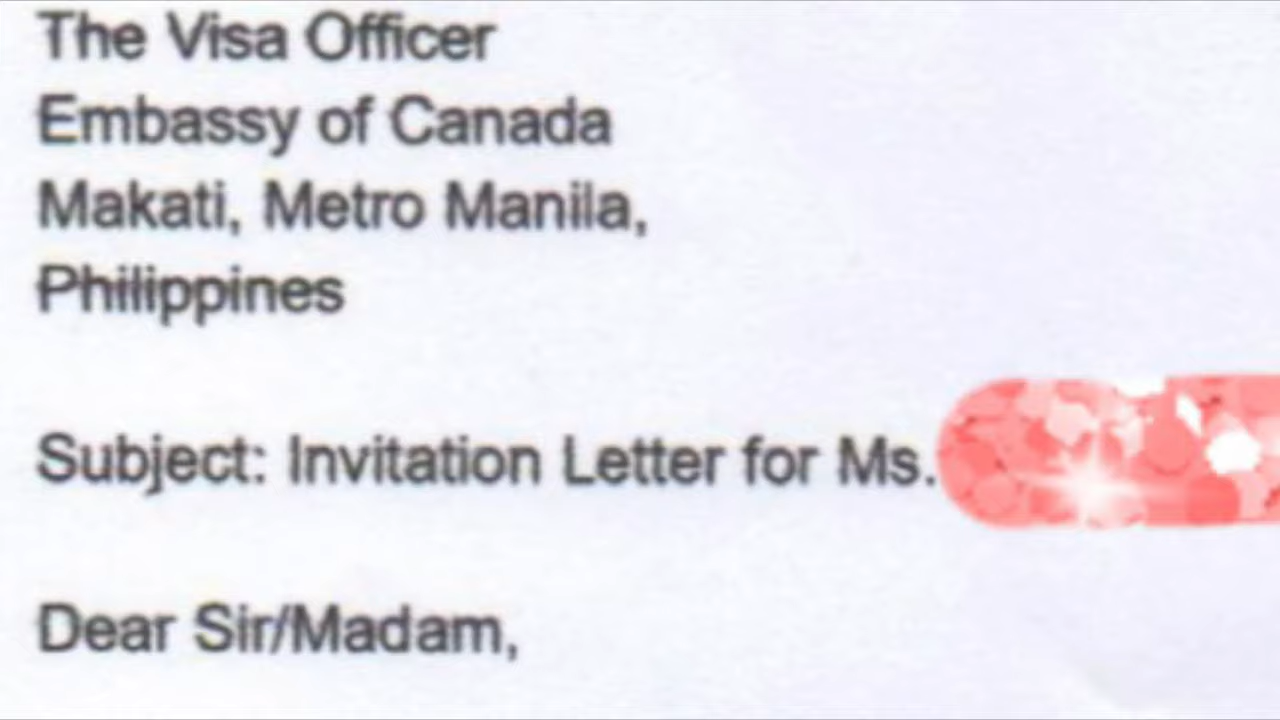 The Visa Officer
Embassy of Canada
Makati, Metro Manila,
Philippines
Subject: Invitation Letter for Ms.
Dear Sir/Madam,